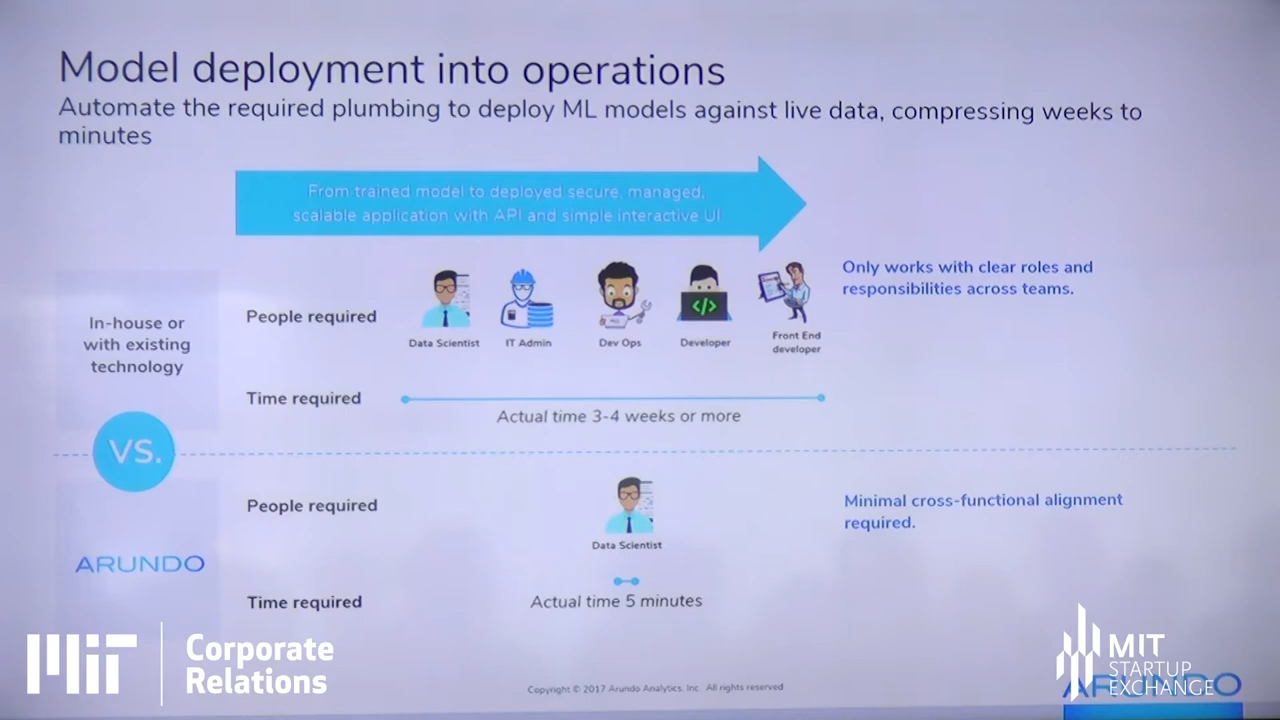 Model deployment into operations
Automate the required plumbing to deploy ML models against live data, compressing weeks to
minutes
From trained model to deployed secure, managed,
scalable application with API and simple interactive UI
In-house or
with existing
technology
People required
Data Scientist
IT Admin
Dev Ops
Developer
Front End
developer
Only works with clear roles and
responsibilities across teams.
Time required
Actual time 3-4 weeks or more
VS.
ARUNDO
People required
Data Scientist
Minimal cross-functional alignment
required.
Time required
Actual time 5 minutes
MIT
Corporate
Relations
Copyright © 2017 Arundo Analytics, Inc. All rights reserved
MIT
STARTUP
EXCHANGE
ARUNDO